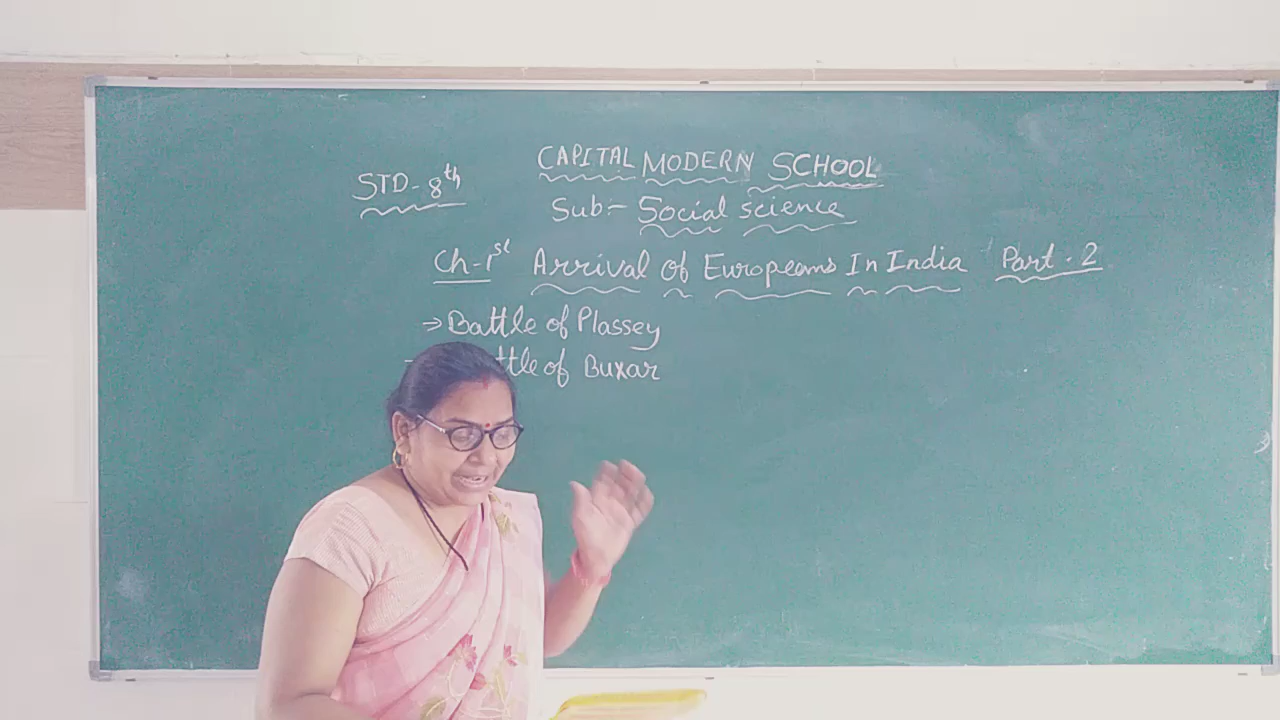 CAPITAL MODERN SCHOOL
STD- 8th
Sub:- Social science
Ch-1st Arrival of Europeans In India Part. 2
⇒ Battle of Plassey
ttle of Buxar